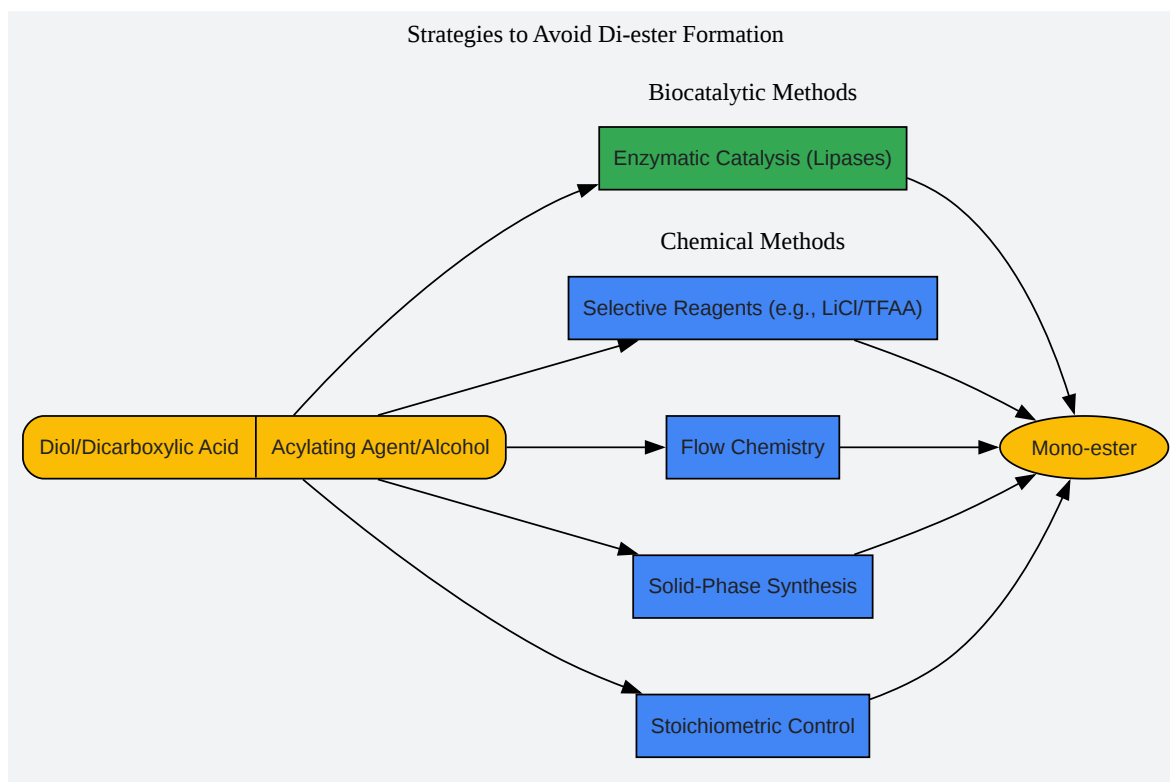 Strategies to Avoid Di-ester Formation
Biocatalytic Methods
Enzymatic Catalysis (Lipases)
Chemical Methods
Selective Reagents (e.g., LiCl/TFAA)
Diol/Dicarboxylic Acid
Acylating Agent/Alcohol
Flow Chemistry
Mono-ester
Solid-Phase Synthesis
Stoichiometric Control